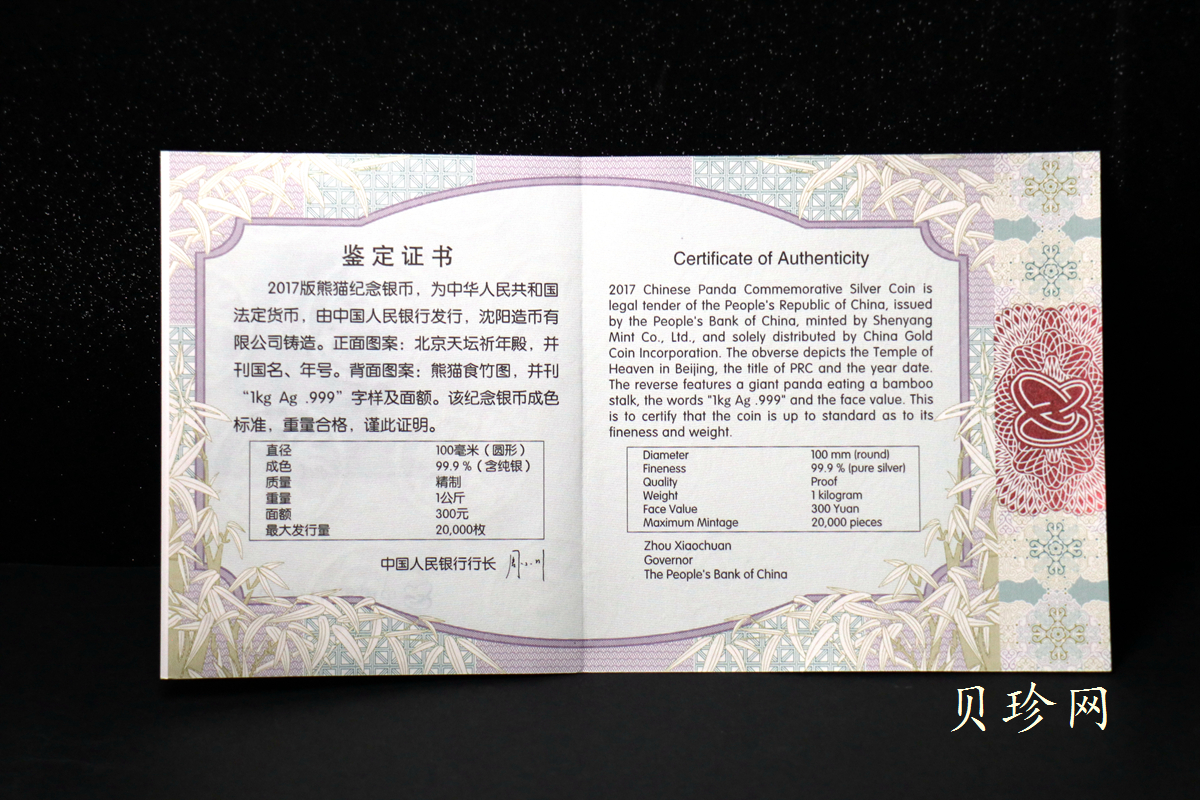 鉴定证书
2017版熊猫纪念银币，为中华人民共和国
法定货币，由中国人民银行发行，沈阳造币有
限公司铸造。正面图案：北京天坛祈年殿，并
刊国名、年号。背面图案：熊猫食竹图，并刊
“1kg Ag .999”字样及面额。该纪念银币成色
标准，重量合格，谨此证明。
直径 100毫米（圆形）
成色 99.9％（含纯银）
质量 精制
重量 1公斤
面额 300元
最大发行量 20,000枚
中国人民银行行长
Certificate of Authenticity
2017 Chinese Panda Commemorative Silver Coin is
legal tender of the People's Republic of China, issued
by the People's Bank of China, minted by Shenyang
Mint Co., Ltd., and solely distributed by China Gold
Coin Incorporation. The obverse depicts the Temple of
Heaven in Beijing, the title of PRC and the year date.
The reverse features a giant panda eating a bamboo
stalk, the words "1kg Ag .999" and the face value. This
is to certify that the coin is up to standard as to its
fineness and weight.
Diameter 100 mm (round)
Fineness 99.9 % (pure silver)
Quality Proof
Weight 1 kilogram
Face Value 300 Yuan
Maximum Mintage 20,000 pieces
Zhou Xiaochuan
Governor
The People's Bank of China
贝珍网